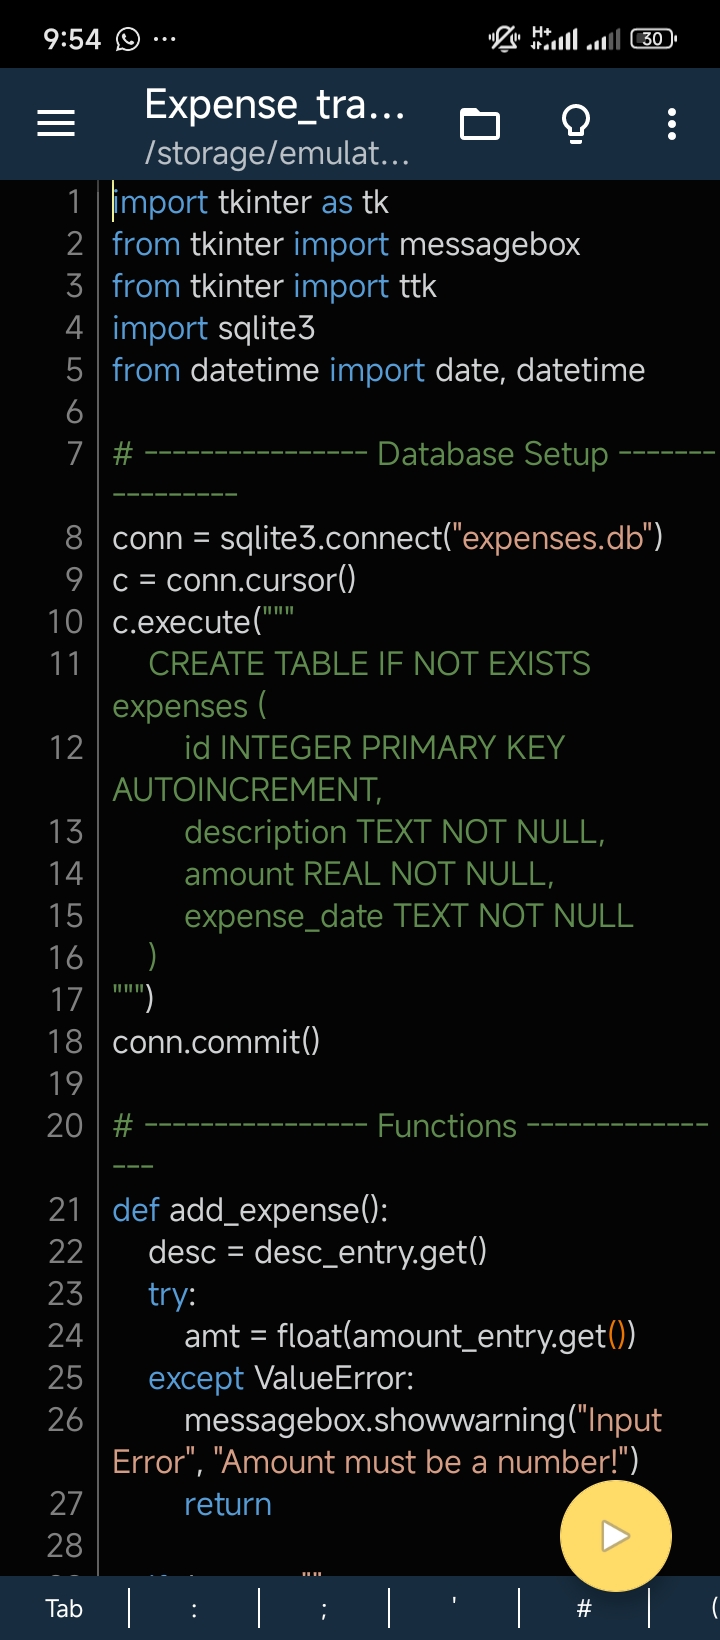 9:54 ...
H+ 30
Expense_tra...
/storage/emulat...
1 import tkinter as tk
2 from tkinter import messagebox
3 from tkinter import ttk
4 import sqlite3
5 from datetime import date, datetime
6
7 # ---------------- Database Setup -------
---------
8 conn = sqlite3.connect("expenses.db")
9 c = conn.cursor()
10 c.execute("""
11 CREATE TABLE IF NOT EXISTS
expenses (
12 id INTEGER PRIMARY KEY
AUTOINCREMENT,
13 description TEXT NOT NULL,
14 amount REAL NOT NULL,
15 expense_date TEXT NOT NULL
16 )
17 """)
18 conn.commit()
19
20 # ---------------- Functions -------------
---
21 def add_expense():
22 desc = desc_entry.get()
23 try:
24 amt = float(amount_entry.get())
25 except ValueError:
26 messagebox.showwarning("Input
Error", "Amount must be a number!")
27 return
28
Tab : ; ' # (